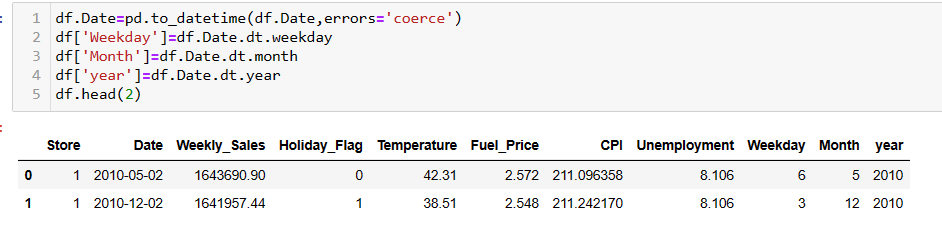 1 df.Date=pd.to_datetime(df.Date,errors='coerce')
2 df['Weekday']=df.Date.dt.weekday
3 df['Month']=df.Date.dt.month
4 df['year']=df.Date.dt.year
5 df.head(2)
Store Date Weekly_Sales Holiday_Flag Temperature Fuel_Price CPI Unemployment Weekday Month year
0 1 2010-05-02 1643690.90 0 42.31 2.572 211.096358 8.106 6 5 2010
1 1 2010-12-02 1641957.44 1 38.51 2.548 211.242170 8.106 3 12 2010